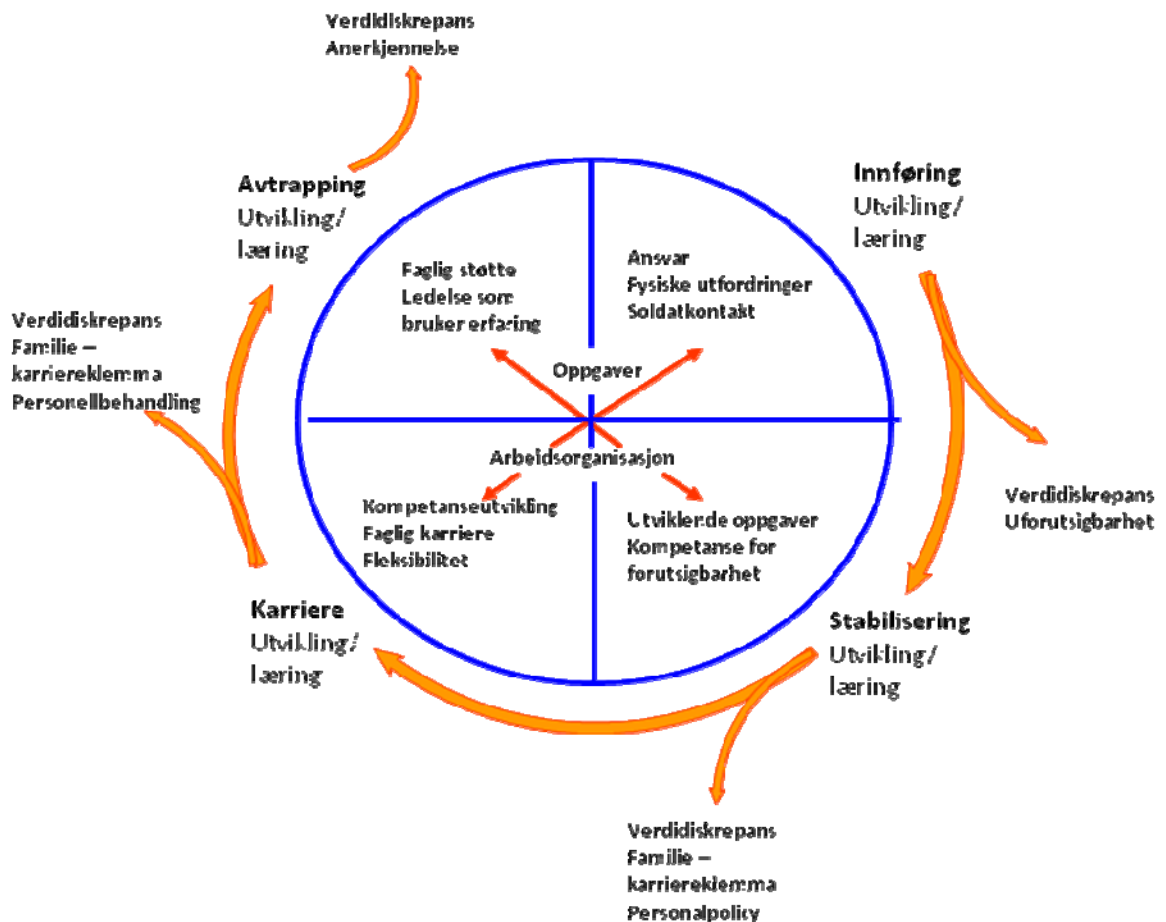 Verdidiskrepans
Anerkjennelse
Avtrapping
Utvikling/
læring
Innføring
Utvikling/
læring
Faglig støtte
Ledelse som
bruker erfaring
Ansvar
Fysiske utfordringer
Soldatkontakt
Verdidiskrepans
Familie –
karriereklemma
Personellbehandling
Oppgaver
Arbeidsorganisasjon
Kompetanseutvikling
Faglig karriere
Fleksibilitet
Utviklende oppgaver
Kompetanse for
forutsigbarhet
Verdidiskrepans
Uforutsigbarhet
Karriere
Utvikling/
læring
Stabilisering
Utvikling/
læring
Verdidiskrepans
Familie –
karriereklemma
Personalpolicy